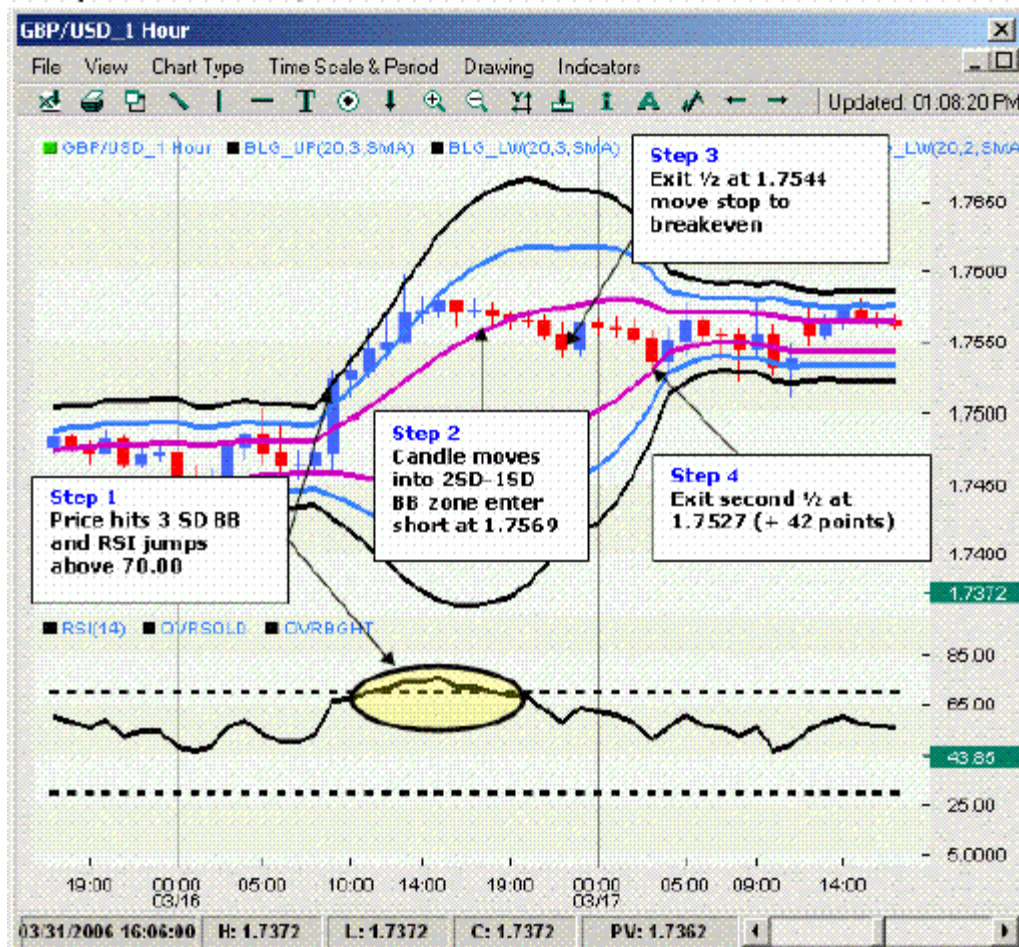 GBP/USD_1 Hour
File View Chart Type Time Scale & Period Drawing Indicators
Updated: 01:08:20 PM
GBP/USD_1 Hour BLG_UP(20,3,SMA) BLG_LW(20,3,SMA) _LW(20,2,SMA
Step 3
Exit ½ at 1.7544
move stop to
breakeven
1.7650
1.7600
1.7550
1.7500
1.7450
1.7400
1.7372
Step 2
Candle moves
into 2SD-1SD
BB zone enter
short at 1.7569
Step 4
Exit second ½ at
1.7527 (+ 42 points)
Step 1
Price hits 3 SD BB
and RSI jumps
above 70.00
RSI(14) OVRSOLD OVRBGHT
85.00
65.00
43.85
25.00
5.0000
19:00 00:00 05:00 10:00 14:00 19:00 00:00 05:00 09:00 14:00
03/16 03/17
03/31/2006 16:06:00 H: 1.7372 L: 1.7372 C: 1.7372 PV: 1.7362